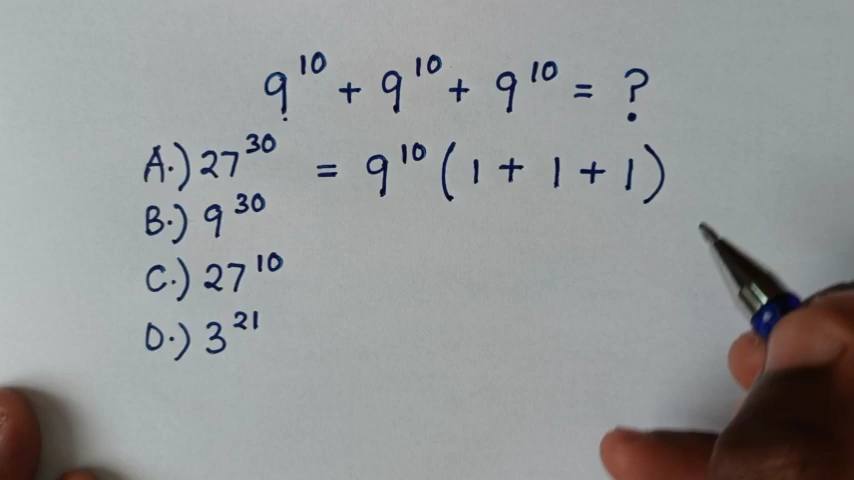 9^10 + 9^10 + 9^10 = ?
A.) 27^30 = 9^10 (1 + 1 + 1)
B.) 9^30
C.) 27^10
D.) 3^21